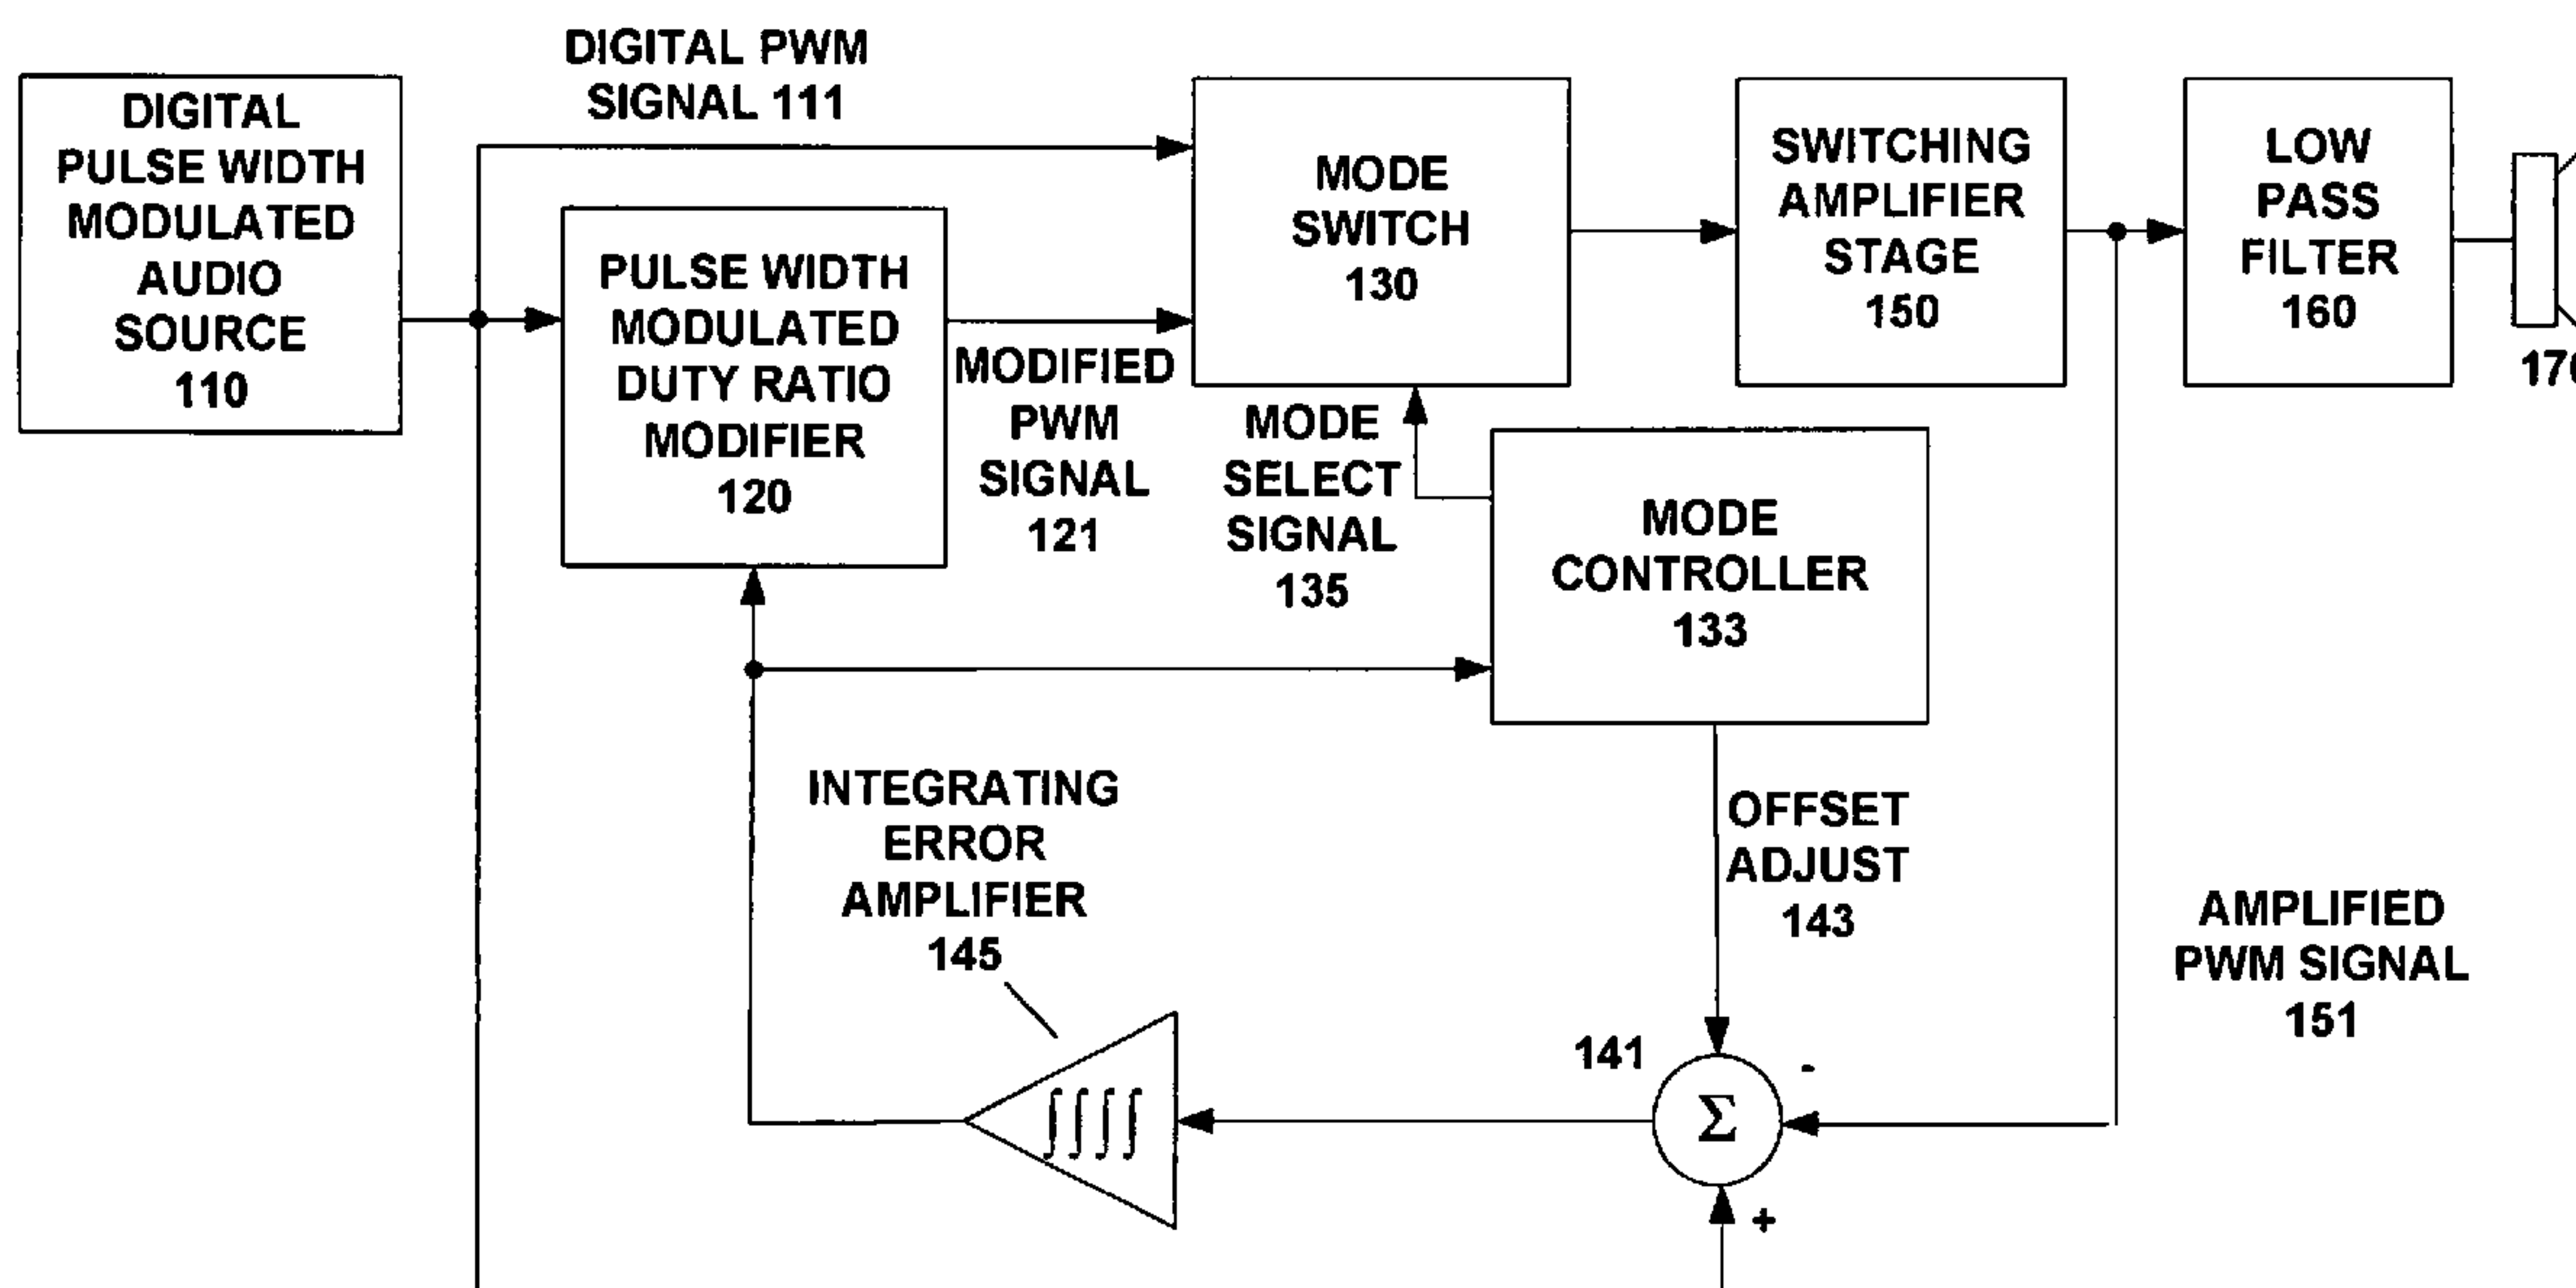 DIGITAL
PULSE WIDTH
MODULATED
AUDIO
SOURCE
110
DIGITAL PWM
SIGNAL 111
PULSE WIDTH
MODULATED
DUTY RATIO
MODIFIER
120
MODIFIED
PWM
SIGNAL
121
MODE
SWITCH
130
MODE
SELECT
SIGNAL
135
SWITCHING
AMPLIFIER
STAGE
150
LOW
PASS
FILTER
160
MODE
CONTROLLER
133
INTEGRATING
ERROR
AMPLIFIER
145
∫∫∫∫
OFFSET
ADJUST
143
141
Σ
-
+
AMPLIFIED
PWM SIGNAL
151